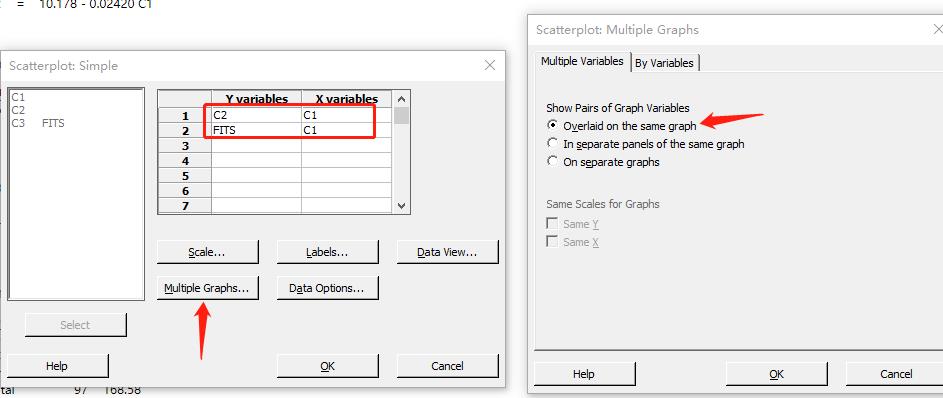 = 10.178 - 0.02420 C1
Scatterplot: Simple
C1
C2
C3 FITS
Y variables X variables
1 C2 C1
2 FITS C1
3
4
5
6
7
Scale... Labels... Data View...
Multiple Graphs... Data Options...
Select
Help OK Cancel
tal 97 168.58
Scatterplot: Multiple Graphs
Multiple Variables By Variables
Show Pairs of Graph Variables
Overlaid on the same graph
In separate panels of the same graph
On separate graphs
Same Scales for Graphs
Same Y
Same X
Help OK Cancel